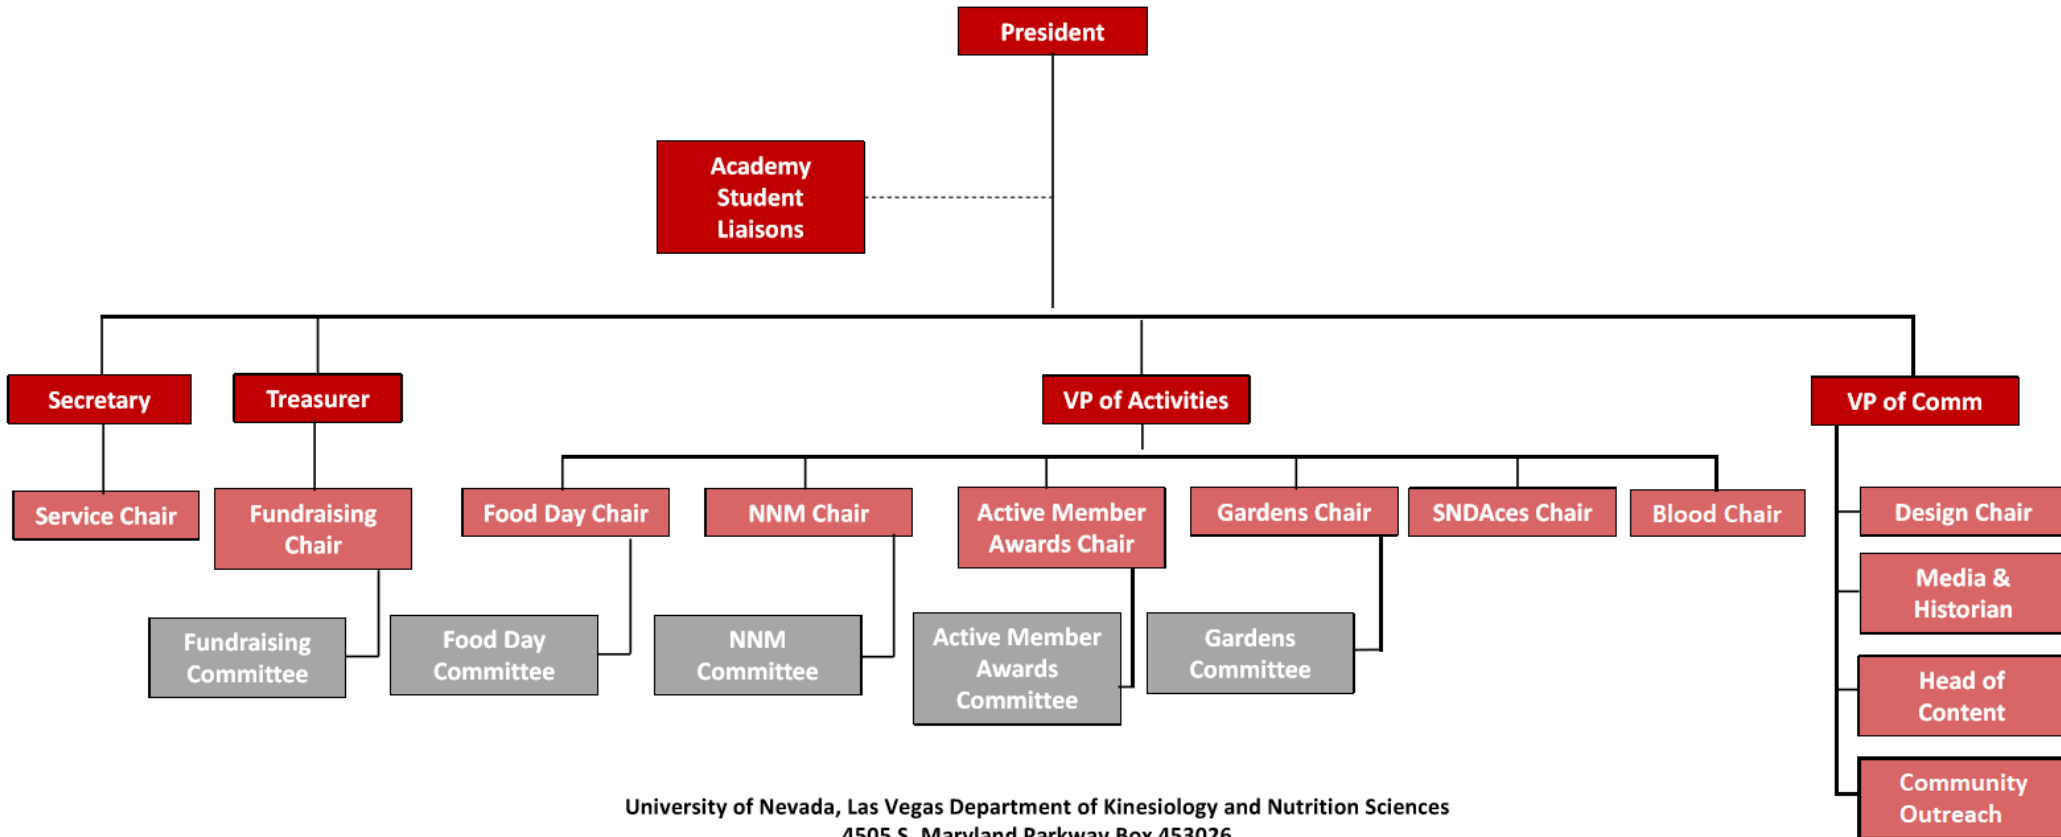 President
Academy
Student
Liaisons
Secretary
Treasurer
VP of Activities
VP of Comm
Service Chair
Fundraising
Chair
Food Day Chair
NNM Chair
Active Member
Awards Chair
Gardens Chair
SNDAces Chair
Blood Chair
Design Chair
Media &
Historian
Head of
Content
Community
Outreach
Fundraising
Committee
Food Day
Committee
NNM
Committee
Active Member
Awards
Committee
Gardens
Committee
University of Nevada, Las Vegas Department of Kinesiology and Nutrition Sciences
4505 S. Maryland Parkway Box 453026